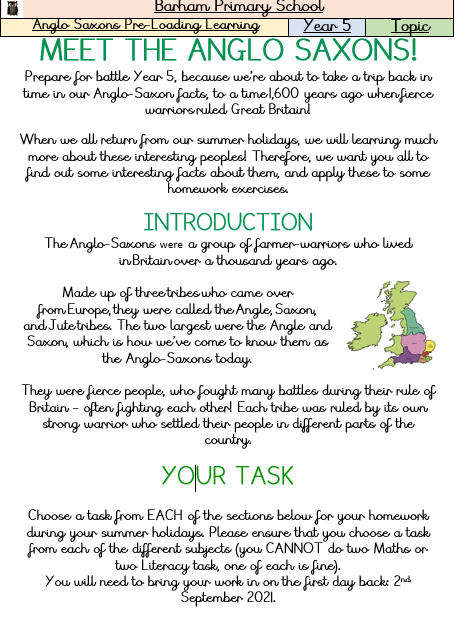 Barham Primary School
Anglo Saxons Pre-Loading Learning Year 5 Topic
MEET THE ANGLO SAXONS!
Prepare for battle Year 5, because we're about to take a trip back in
time in our Anglo-Saxon facts, to a time 1,600 years ago when fierce
warriors ruled Great Britain!
When we all return from our summer holidays, we will learning much
more about these interesting peoples! Therefore, we want you all to
find out some interesting facts about them, and apply these to some
homework exercises.
INTRODUCTION
The Anglo-Saxons were a group of farmer-warriors who lived
in Britain over a thousand years ago.
Made up of three tribes who came over
from Europe, they were called the Angle, Saxon,
and Jute tribes. The two largest were the Angle and
Saxon, which is how we've come to know them as
the Anglo-Saxons today.
They were fierce people, who fought many battles during their rule of
Britain – often fighting each other! Each tribe was ruled by its own
strong warrior who settled their people in different parts of the
country.
YOUR TASK
Choose a task from EACH of the sections below for your homework
during your summer holidays. Please ensure that you choose a task
from each of the different subjects (you CANNOT do two Maths or
two Literacy task, one of each is fine).
You will need to bring your work in on the first day back: 2nd
September 2021.